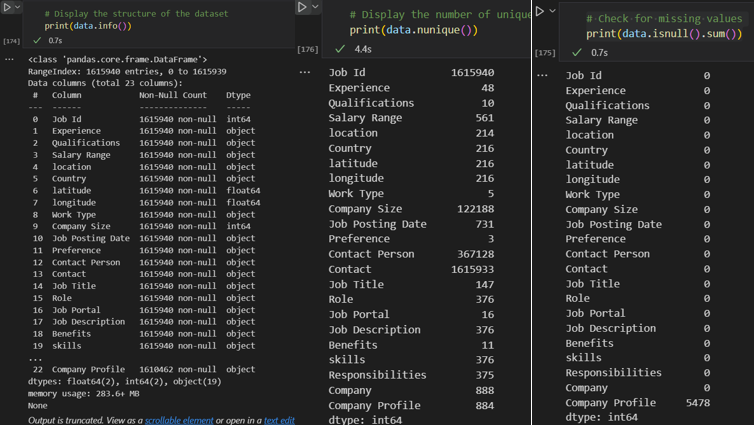 # Display the structure of the dataset
print(data.info())
[174]
0.7s
...
<class 'pandas.core.frame.DataFrame'>
RangeIndex: 1615940 entries, 0 to 1615939
Data columns (total 23 columns):
# Column Non-Null Count Dtype
--- ------ -------------- -----
0 Job Id 1615940 non-null int64
1 Experience 1615940 non-null object
2 Qualifications 1615940 non-null object
3 Salary Range 1615940 non-null object
4 location 1615940 non-null object
5 Country 1615940 non-null object
6 latitude 1615940 non-null float64
7 longitude 1615940 non-null float64
8 Work Type 1615940 non-null object
9 Company Size 1615940 non-null int64
10 Job Posting Date 1615940 non-null object
11 Preference 1615940 non-null object
12 Contact Person 1615940 non-null object
13 Contact 1615940 non-null object
14 Job Title 1615940 non-null object
15 Role 1615940 non-null object
16 Job Portal 1615940 non-null object
17 Job Description 1615940 non-null object
18 Benefits 1615940 non-null object
19 skills 1615940 non-null object
...
22 Company Profile 1610462 non-null object
dtypes: float64(2), int64(2), object(19)
memory usage: 283.6+ MB
None
Output is truncated. View as a scrollable element or open in a text edit
# Display the number of unique
print(data.nunique())
[176]
4.4s
...
Job Id 1615940
Experience 48
Qualifications 10
Salary Range 561
location 214
Country 216
latitude 216
longitude 216
Work Type 5
Company Size 122188
Job Posting Date 731
Preference 3
Contact Person 367128
Contact 1615933
Job Title 147
Role 376
Job Portal 16
Job Description 376
Benefits 11
skills 376
Responsibilities 375
Company 888
Company Profile 884
dtype: int64
# Check for missing values
print(data.isnull().sum())
[175]
0.7s
...
Job Id 0
Experience 0
Qualifications 0
Salary Range 0
location 0
Country 0
latitude 0
longitude 0
Work Type 0
Company Size 0
Job Posting Date 0
Preference 0
Contact Person 0
Contact 0
Job Title 0
Role 0
Job Portal 0
Job Description 0
Benefits 0
skills 0
Responsibilities 0
Company 0
Company Profile 5478
dtype: int64